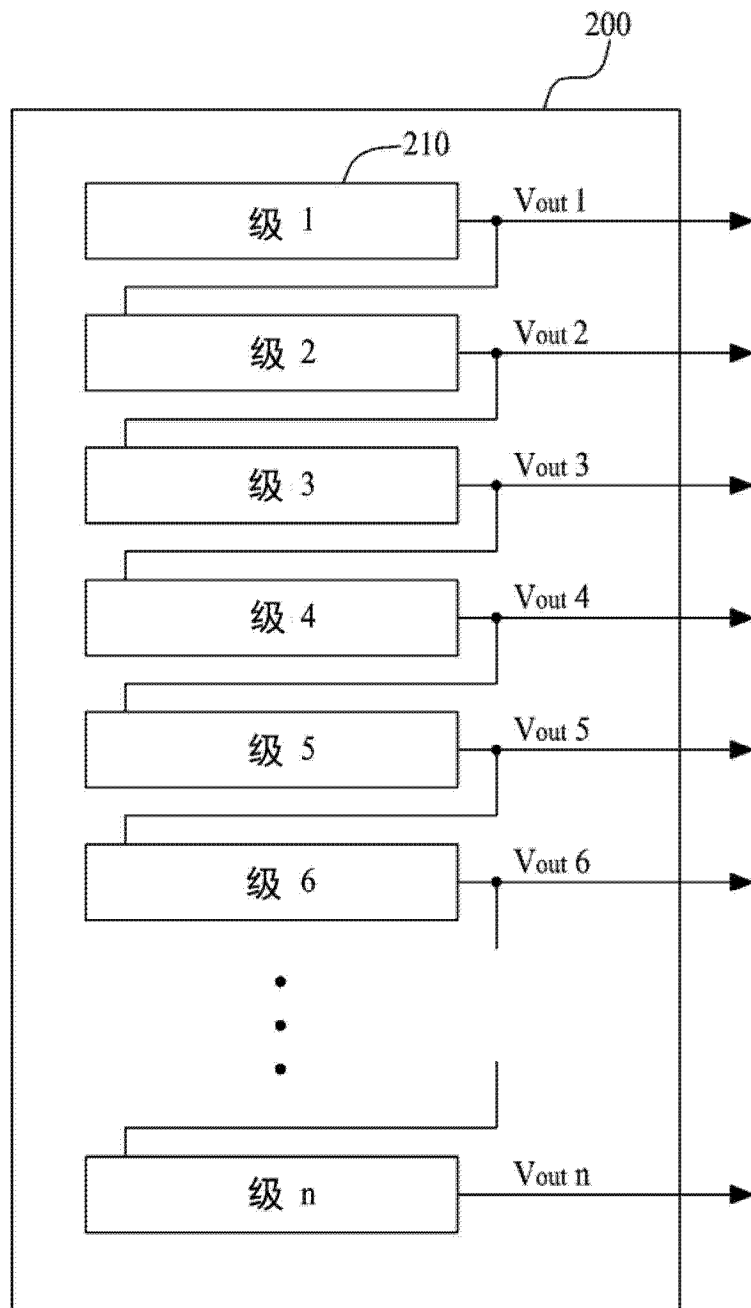 200
210
级 1
Vout 1
级 2
Vout 2
级 3
Vout 3
级 4
Vout 4
级 5
Vout 5
级 6
Vout 6
级 n
Vout n